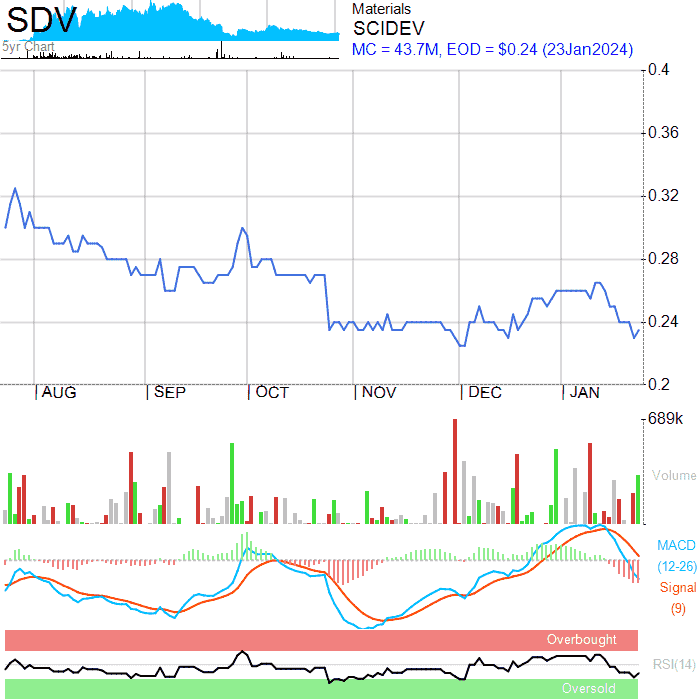 SDV
5yr Chart
Materials
SCIDEV
MC = 43.7M, EOD = $0.24 (23Jan2024)
0.4
0.36
0.32
0.28
0.24
0.2
AUG SEP OCT NOV DEC JAN
689k
Volume
MACD
(12-26)
Signal
(9)
Overbought
RSI(14)
Oversold